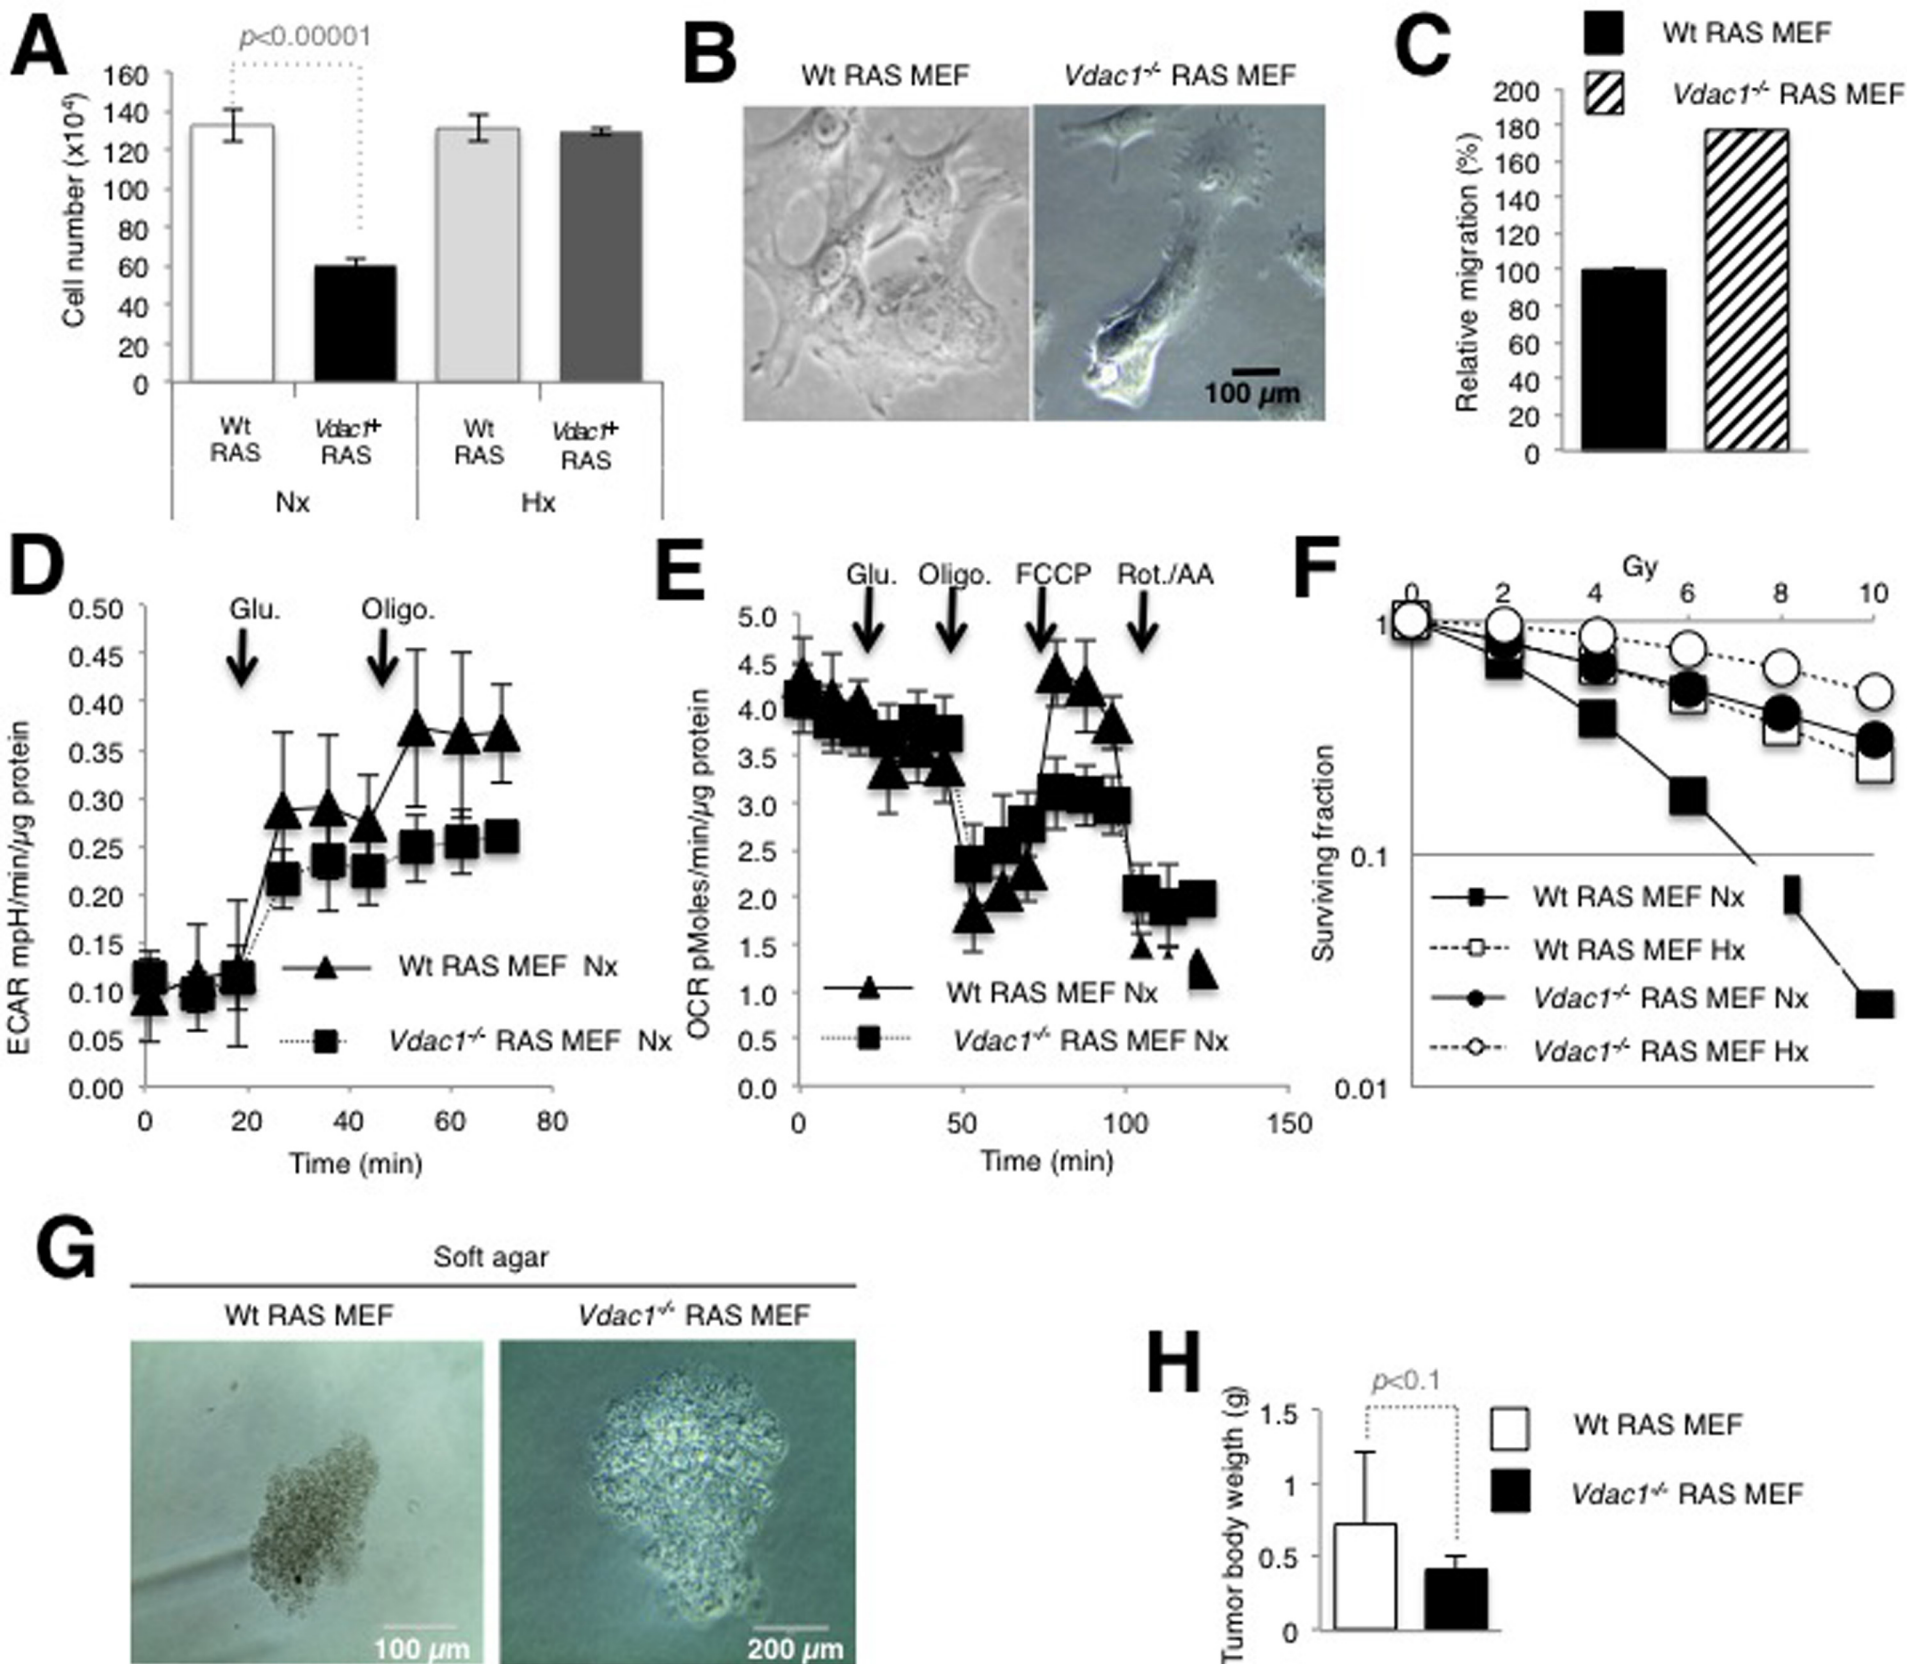 A
p<0.00001
Cell number (x10⁴)
160
140
120
100
80
60
40
20
0
Wt RAS
Vdac1⁺ RAS
Wt RAS
Vdac1⁺ RAS
Nx
Hx
B
Wt RAS MEF
Vdac1-/- RAS MEF
100 µm
C
Wt RAS MEF
Vdac1-/- RAS MEF
Relative migration (%)
200
180
160
140
120
100
80
60
40
20
0
D
ECAR mpH/min/µg protein
0.50
0.45
0.40
0.35
0.30
0.25
0.20
0.15
0.10
0.05
0.00
Glu.
Oligo.
Wt RAS MEF Nx
Vdac1-/- RAS MEF Nx
0 20 40 60 80
Time (min)
E
OCR pMoles/min/µg protein
5.0
4.5
4.0
3.5
3.0
2.5
2.0
1.5
1.0
0.5
0.0
Glu.
Oligo.
FCCP
Rot./AA
Wt RAS MEF Nx
Vdac1-/- RAS MEF Nx
0 50 100 150
Time (min)
F
Gy
0 2 4 6 8 10
Surviving fraction
1
0.1
0.01
Wt RAS MEF Nx
Wt RAS MEF Hx
Vdac1-/- RAS MEF Nx
Vdac1-/- RAS MEF Hx
G
Soft agar
Wt RAS MEF
Vdac1-/- RAS MEF
100 µm
200 µm
H
Tumor body weigth (g)
1.5
1
0.5
0
p<0.1
Wt RAS MEF
Vdac1-/- RAS MEF